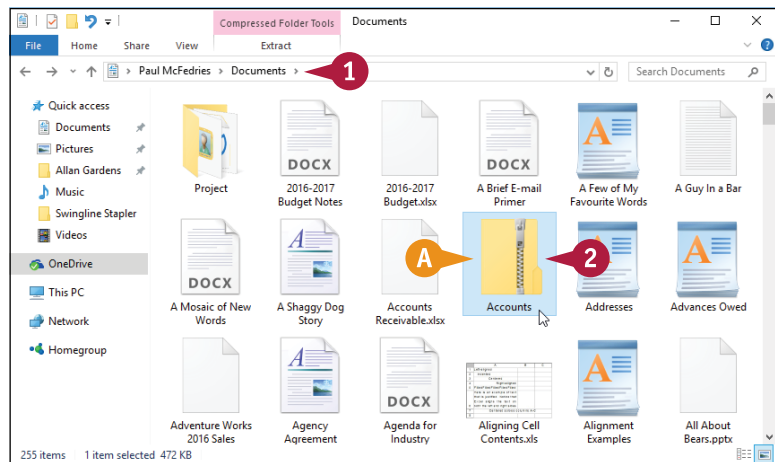 Compressed Folder Tools
Documents
File
Home
Share
View
Extract
Paul McFedries
Documents
1
Search Documents
Quick access
Documents
Pictures
Allan Gardens
Music
Swingline Stapler
Videos
OneDrive
This PC
Network
Homegroup
Project
DOCX
2016-2017
Budget Notes
2016-2017
Budget.xlsx
DOCX
A Brief E-mail
Primer
A
A Few of My
Favourite Words
A Guy In a Bar
DOCX
A Mosaic of New
Words
A
A Shaggy Dog
Story
Accounts
Receivable.xlsx
A
2
Accounts
A
Addresses
A
Advances Owed
Adventure Works
2016 Sales
A
Agency
Agreement
DOCX
Agenda for
Industry
Aligning Cell
Contents.xls
A
Alignment
Examples
All About
Bears.pptx
255 items
1 item selected 472 KB